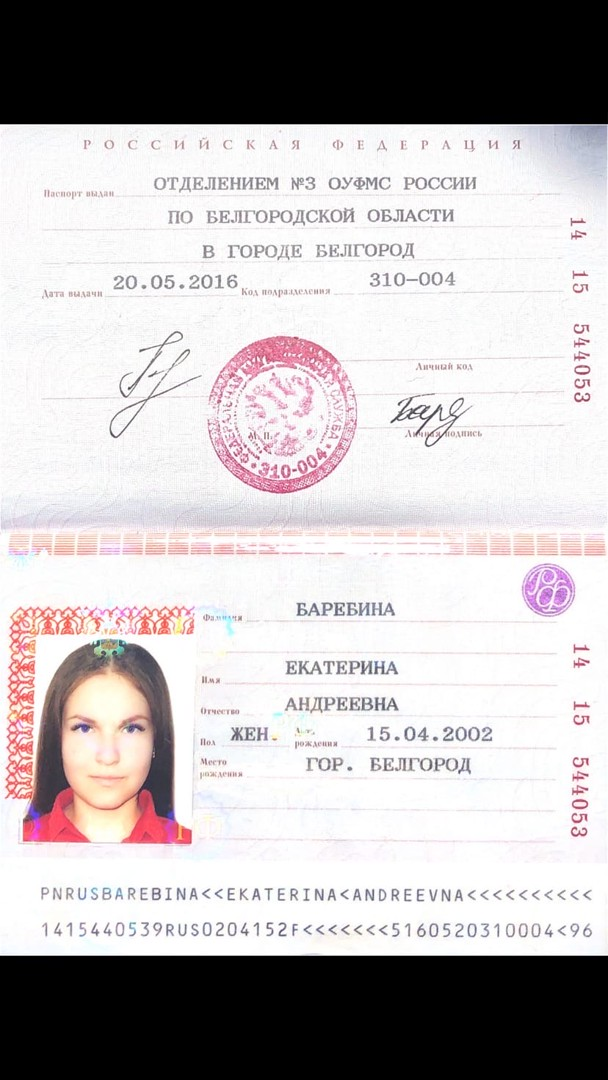 РОССИЙСКАЯ ФЕДЕРАЦИЯ
Паспорт выдан ОТДЕЛЕНИЕМ №3 ОУФМС РОССИИ
ПО БЕЛГОРОДСКОЙ ОБЛАСТИ
В ГОРОДЕ БЕЛГОРОД
Дата выдачи 20.05.2016 Код подразделения 310-004
14 15 544053
Личный код
М. П.
310-004
Личная подпись
РФ
Фамилия БАРЕБИНА
Имя ЕКАТЕРИНА
Отчество АНДРЕЕВНА
Пол ЖЕН. рождения 15.04.2002
Место рождения ГОР. БЕЛГОРОД
14 15 544053
PNRUSBAREBINA<<EKATERINA<ANDREEVNA<<<<<<<<<<
1415440539RUS0204152F<<<<<<<5160520310004<96